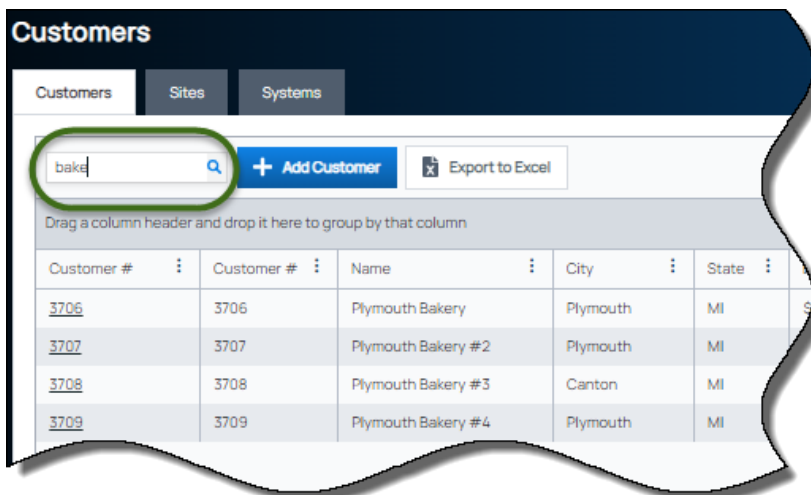 Customers
Customers Sites Systems
bake + Add Customer Export to Excel
Drag a column header and drop it here to group by that column
Customer # Customer # Name City State
3706 3706 Plymouth Bakery Plymouth MI $
3707 3707 Plymouth Bakery #2 Plymouth MI
3708 3708 Plymouth Bakery #3 Canton MI
3709 3709 Plymouth Bakery #4 Plymouth MI